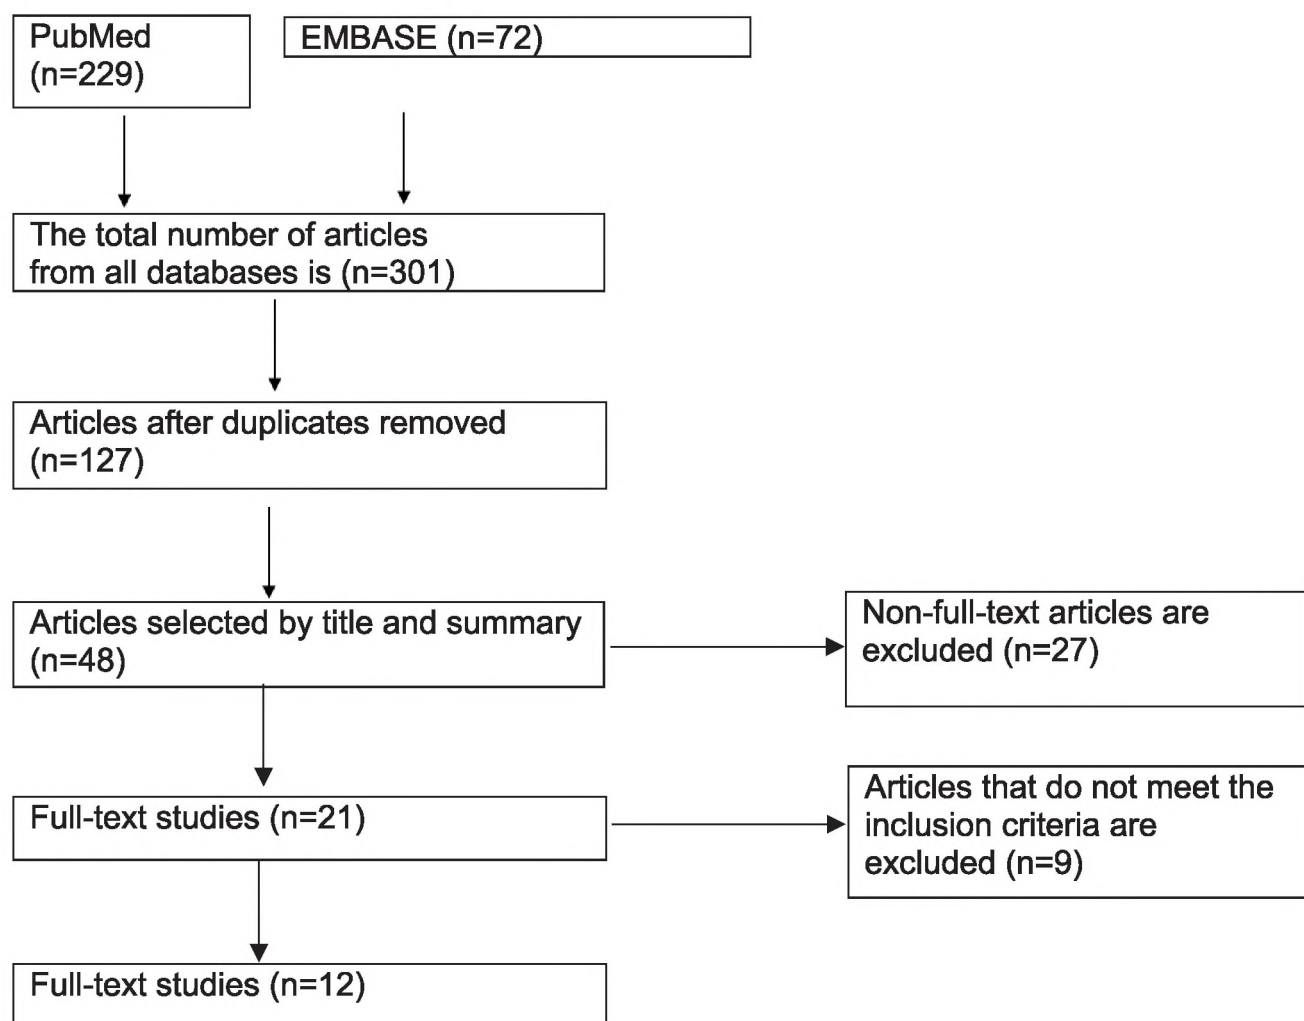 PubMed
(n=229)
EMBASE (n=72)
The total number of articles
from all databases is (n=301)
Articles after duplicates removed
(n=127)
Articles selected by title and summary
(n=48)
Non-full-text articles are
excluded (n=27)
Full-text studies (n=21)
Articles that do not meet the
inclusion criteria are
excluded (n=9)
Full-text studies (n=12)